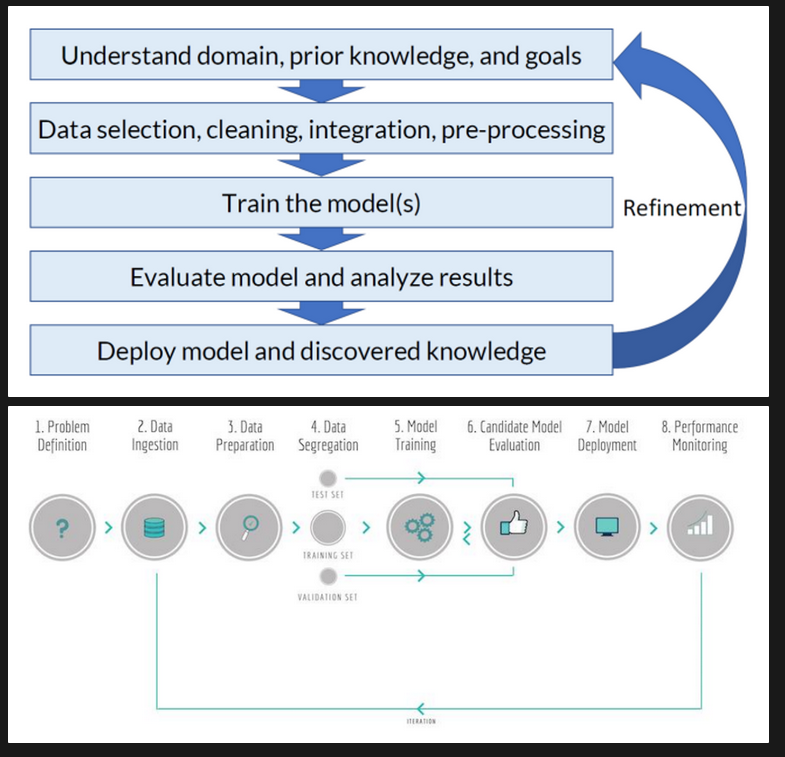 Understand domain, prior knowledge, and goals
Data selection, cleaning, integration, pre-processing
Train the model(s)
Refinement
Evaluate model and analyze results
Deploy model and discovered knowledge
1. Problem
Definition
2. Data
Ingestion
3. Data
Preparation
4. Data
Segregation
5. Model
Training
6. Candidate Model
Evaluation
7. Model
Deployment
8. Performance
Monitoring
TEST SET
?
TRAINING SET
VALIDATION SET
ITERATION